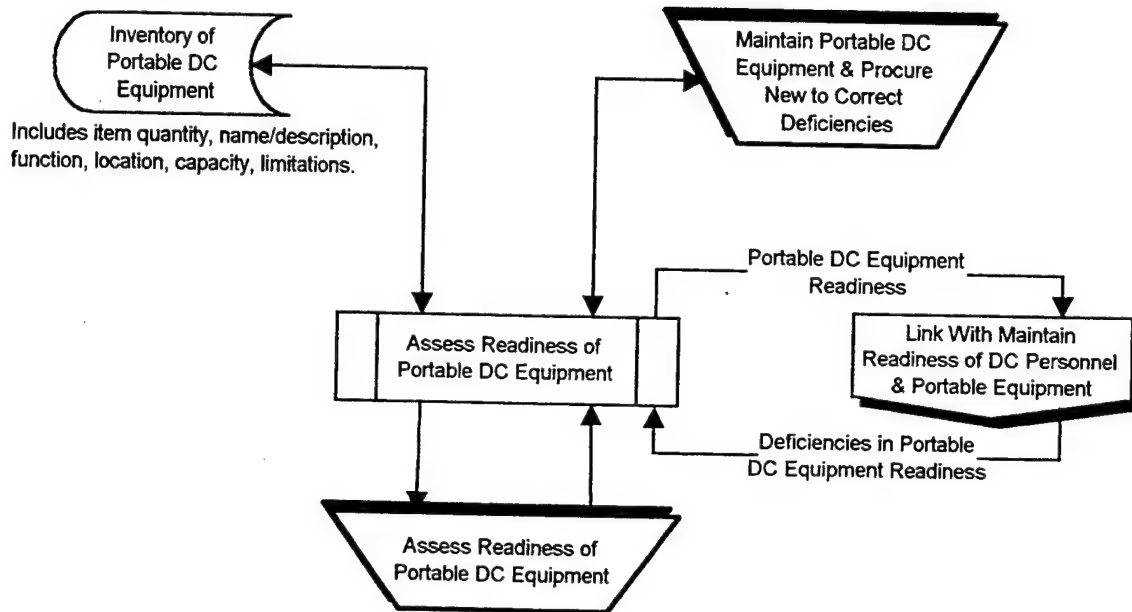 Inventory of
Portable DC
Equipment
Includes item quantity, name/description,
function, location, capacity, limitations.
Maintain Portable DC
Equipment & Procure
New to Correct
Deficiencies
Portable DC Equipment
Readiness
Assess Readiness of
Portable DC Equipment
Link With Maintain
Readiness of DC Personnel
& Portable Equipment
Deficiencies in Portable
DC Equipment Readiness
Assess Readiness of
Portable DC Equipment